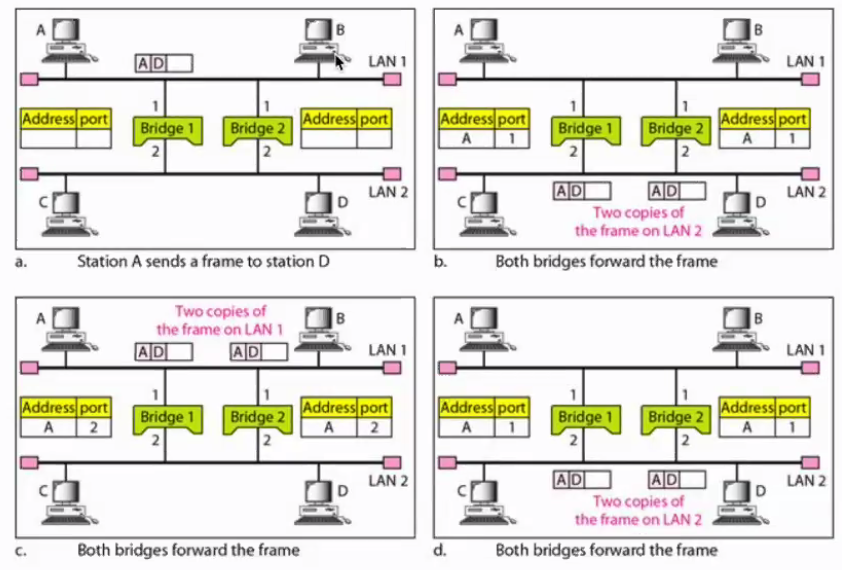 A
B
A D
LAN 1
1
1
Address port
Bridge 1
Bridge 2
Address port
2
2
LAN 2
C
D
a. Station A sends a frame to station D
A
B
LAN 1
1
1
Address port
Bridge 1
Bridge 2
Address port
A 1
A 1
2
2
A D
A D
LAN 2
C
D
Two copies of
the frame on LAN 2
b. Both bridges forward the frame
Two copies of
the frame on LAN 1
A
B
A D
A D
LAN 1
1
1
Address port
Bridge 1
Bridge 2
Address port
A 2
A 2
2
2
LAN 2
C
D
c. Both bridges forward the frame
A
B
LAN 1
1
1
Address port
Bridge 1
Bridge 2
Address port
A 1
A 1
2
2
A D
A D
LAN 2
C
D
Two copies of
the frame on LAN 2
d. Both bridges forward the frame